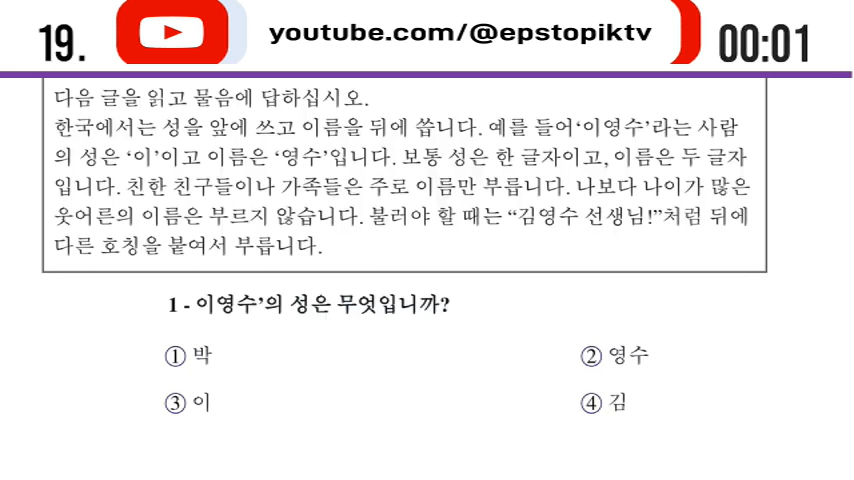 19.
youtube.com/@epstopiktv
00:01
다음 글을 읽고 물음에 답하십시오.
한국에서는 성을 앞에 쓰고 이름을 뒤에 씁니다. 예를 들어‘이영수’라는 사람
의 성은 ‘이’이고 이름은 ‘영수’입니다. 보통 성은 한 글자이고, 이름은 두 글자
입니다. 친한 친구들이나 가족들은 주로 이름만 부릅니다. 나보다 나이가 많은
웃어른의 이름은 부르지 않습니다. 불러야 할 때는 “김영수 선생님!”처럼 뒤에
다른 호칭을 붙여서 부릅니다.
1 - 이영수’의 성은 무엇입니까?
① 박
② 영수
③ 이
④ 김